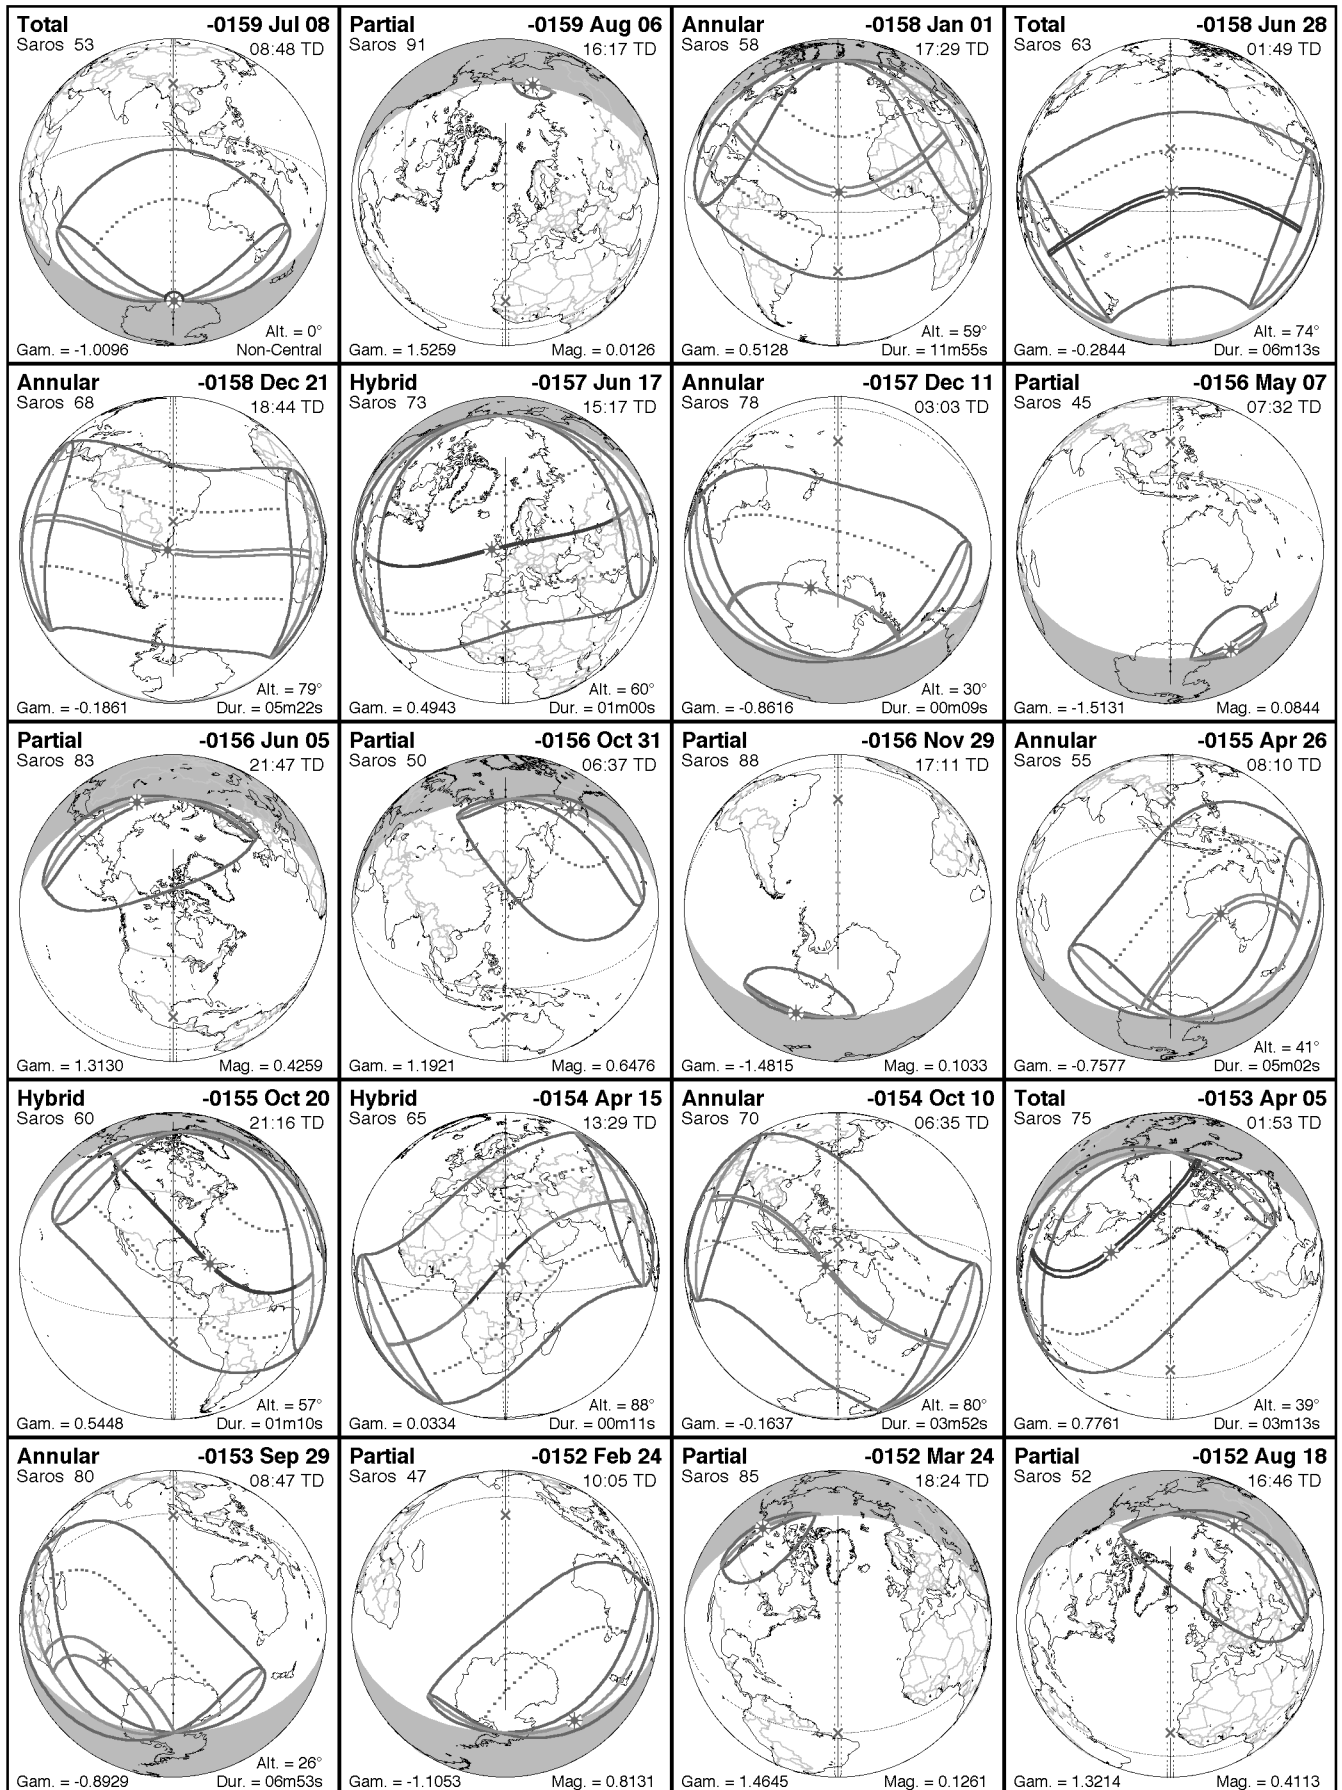 Total -0159 Jul 08
Saros 53 08:48 TD
Alt. = 0°
Gam. = -1.0096 Non-Central
Partial -0159 Aug 06
Saros 91 16:17 TD
Gam. = 1.5259 Mag. = 0.0126
Annular -0158 Jan 01
Saros 58 17:29 TD
Alt. = 59°
Gam. = 0.5128 Dur. = 11m55s
Total -0158 Jun 28
Saros 63 01:49 TD
Alt. = 74°
Gam. = -0.2844 Dur. = 06m13s
Annular -0158 Dec 21
Saros 68 18:44 TD
Alt. = 79°
Gam. = -0.1861 Dur. = 05m22s
Hybrid -0157 Jun 17
Saros 73 15:17 TD
Alt. = 60°
Gam. = 0.4943 Dur. = 01m00s
Annular -0157 Dec 11
Saros 78 03:03 TD
Alt. = 30°
Gam. = -0.8616 Dur. = 00m09s
Partial -0156 May 07
Saros 45 07:32 TD
Gam. = -1.5131 Mag. = 0.0844
Partial -0156 Jun 05
Saros 83 21:47 TD
Gam. = 1.3130 Mag. = 0.4259
Partial -0156 Oct 31
Saros 50 06:37 TD
Gam. = 1.1921 Mag. = 0.6476
Partial -0156 Nov 29
Saros 88 17:11 TD
Gam. = -1.4815 Mag. = 0.1033
Annular -0155 Apr 26
Saros 55 08:10 TD
Alt. = 41°
Gam. = -0.7577 Dur. = 05m02s
Hybrid -0155 Oct 20
Saros 60 21:16 TD
Alt. = 57°
Gam. = 0.5448 Dur. = 01m10s
Hybrid -0154 Apr 15
Saros 65 13:29 TD
Alt. = 88°
Gam. = 0.0334 Dur. = 00m11s
Annular -0154 Oct 10
Saros 70 06:35 TD
Alt. = 80°
Gam. = -0.1637 Dur. = 03m52s
Total -0153 Apr 05
Saros 75 01:53 TD
Alt. = 39°
Gam. = 0.7761 Dur. = 03m13s
Annular -0153 Sep 29
Saros 80 08:47 TD
Alt. = 26°
Gam. = -0.8929 Dur. = 06m53s
Partial -0152 Feb 24
Saros 47 10:05 TD
Gam. = -1.1053 Mag. = 0.8131
Partial -0152 Mar 24
Saros 85 18:24 TD
Gam. = 1.4645 Mag. = 0.1261
Partial -0152 Aug 18
Saros 52 16:46 TD
Gam. = 1.3214 Mag. = 0.4113